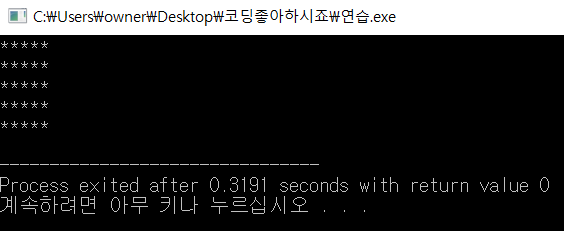 C:₩Users₩owner₩Desktop₩코딩좋아하시죠₩연습.exe
*****
*****
*****
*****
*****
--------------------------------
Process exited after 0.3191 seconds with return value 0
계속하려면 아무 키나 누르십시오 . . .